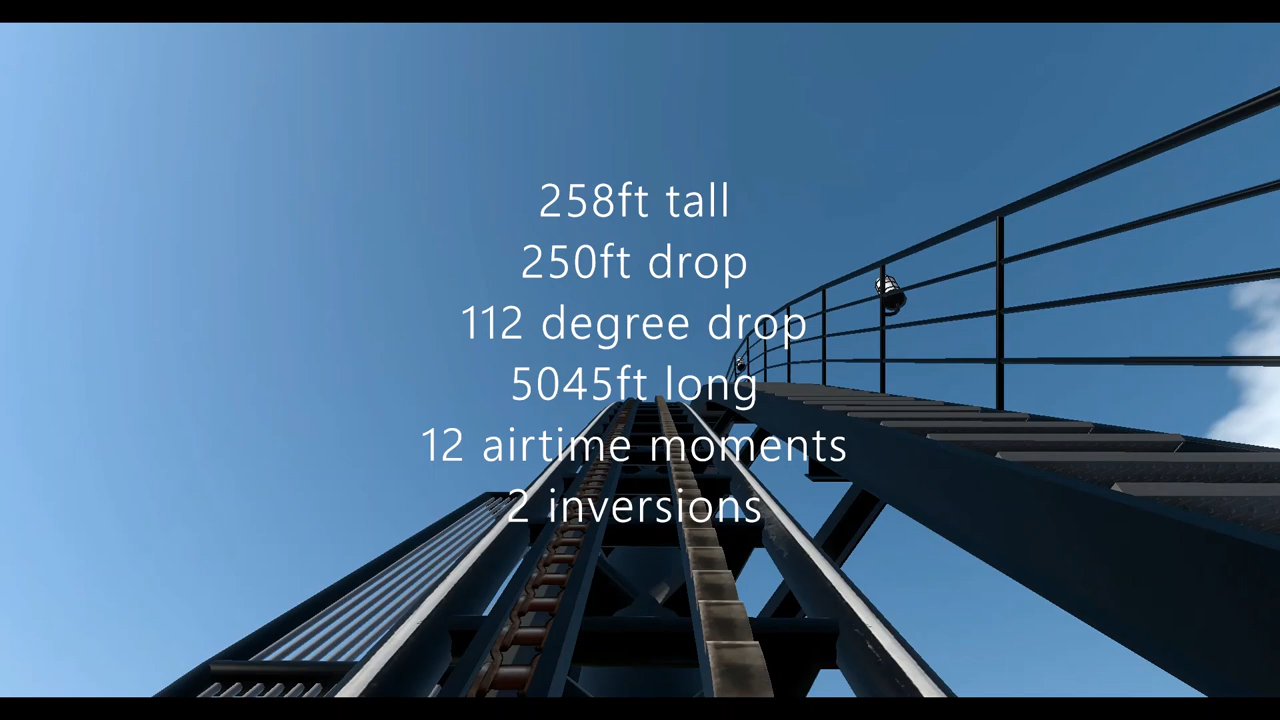 258ft tall
250ft drop
112 degree drop
5045ft long
12 airtime moments
2 inversions